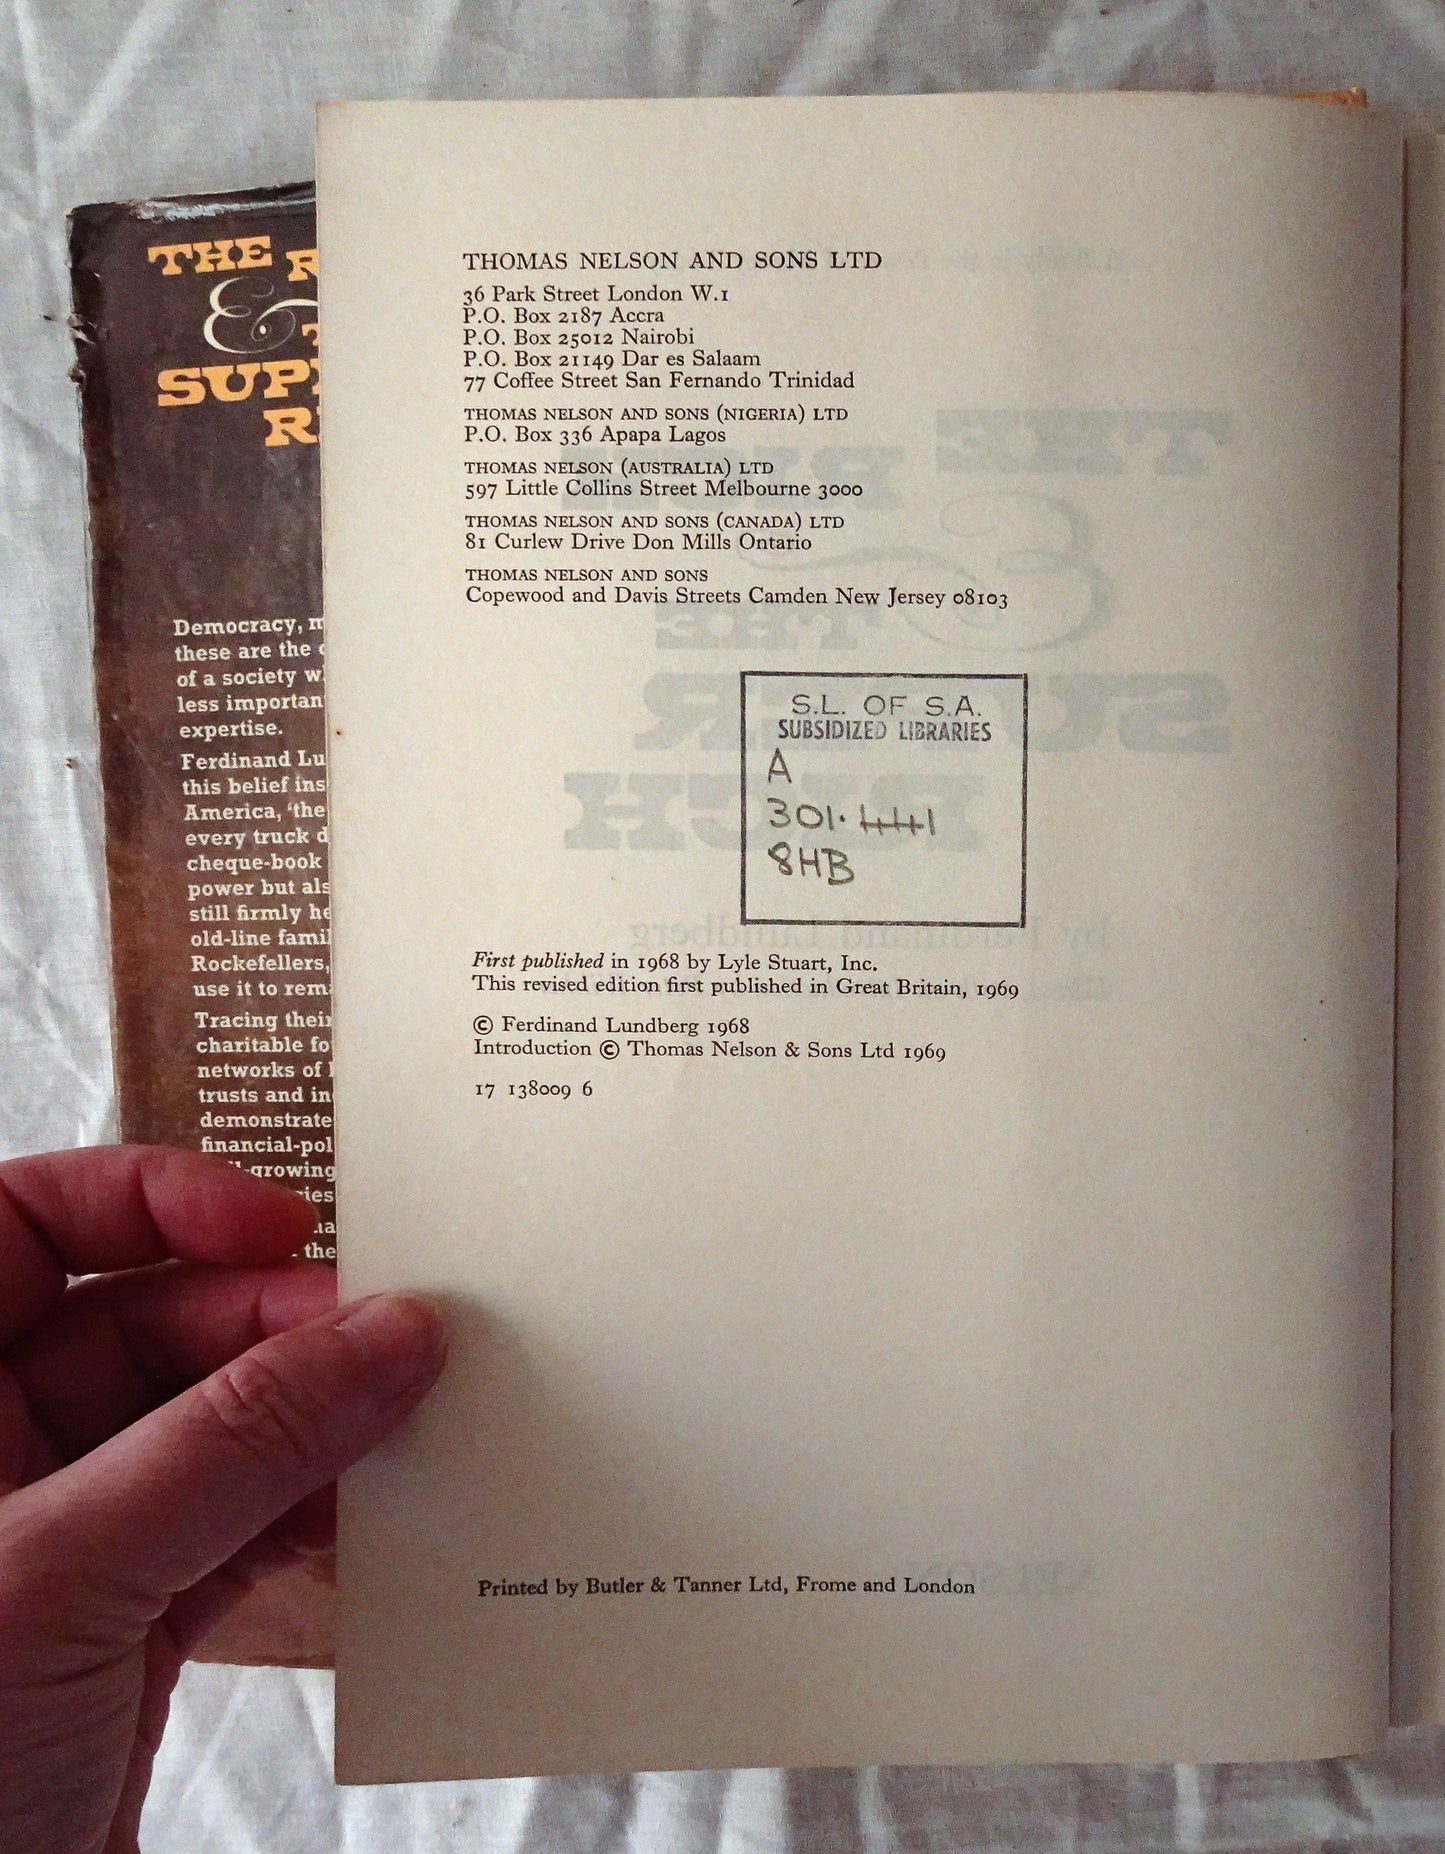 THE R
&
SUP
R
Democracy, m
these are the
of a society w
less importan
expertise.
Ferdinand Lu
this belief ins
America, 'the
every truck d
cheque-book
power but als
still firmly he
old-line famil
Rockefellers,
use it to rem
Tracing their
charitable fo
networks of
trusts and in
demonstrate
financial-pol
growing
ies
the
THOMAS NELSON AND SONS LTD
36 Park Street London W.1
P.O. Box 2187 Accra
P.O. Box 25012 Nairobi
P.O. Box 21149 Dar es Salaam
77 Coffee Street San Fernando Trinidad
THOMAS NELSON AND SONS (NIGERIA) LTD
P.O. Box 336 Apapa Lagos
THOMAS NELSON (AUSTRALIA) LTD
597 Little Collins Street Melbourne 3000
THOMAS NELSON AND SONS (CANADA) LTD
81 Curlew Drive Don Mills Ontario
THOMAS NELSON AND SONS
Copewood and Davis Streets Camden New Jersey 08103
S.L. OF S.A.
SUBSIDIZED LIBRARIES
A
301.441
8HB
First published in 1968 by Lyle Stuart, Inc.
This revised edition first published in Great Britain, 1969
© Ferdinand Lundberg 1968
Introduction © Thomas Nelson & Sons Ltd 1969
17 138009 6
Printed by Butler & Tanner Ltd, Frome and London